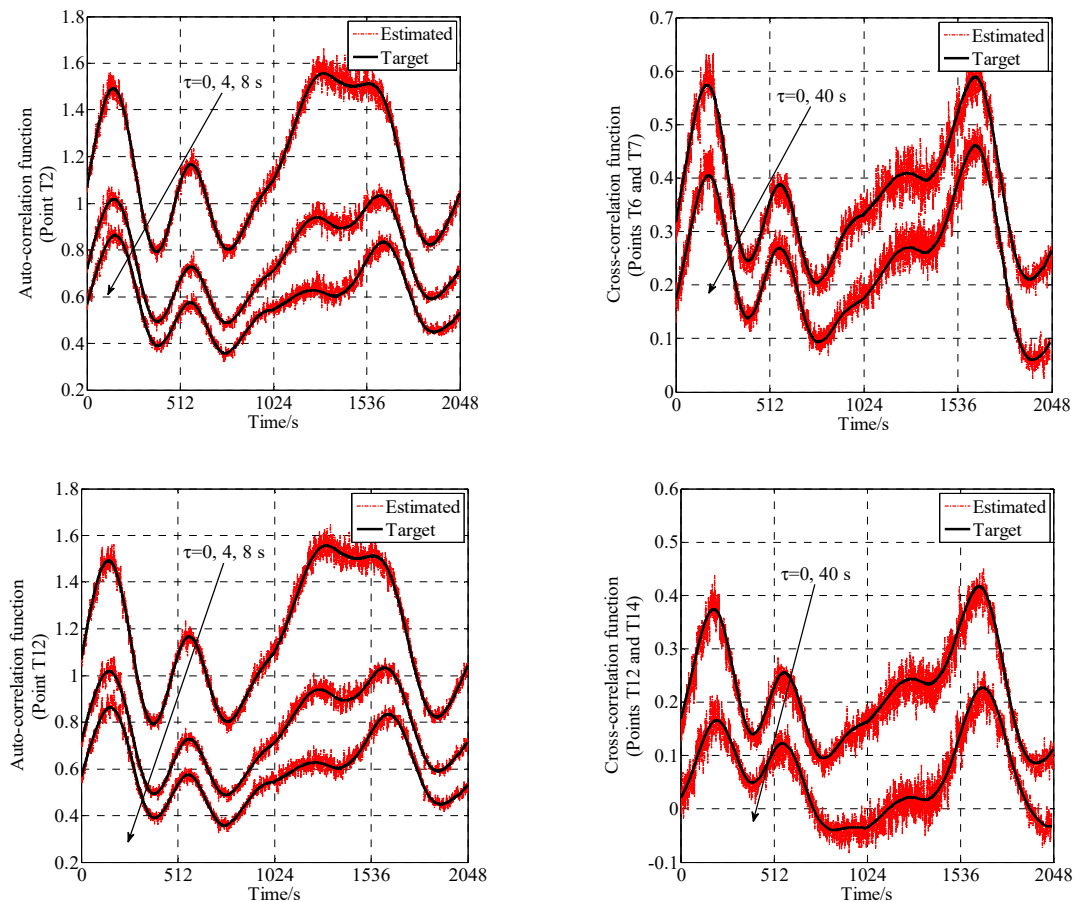 1.8
1.6
1.4
1.2
1
0.8
0.6
0.4
0.2
0
512
1024
1536
2048
Time/s
Auto-correlation function
(Point T2)
τ=0, 4, 8 s
Estimated
Target
0.7
0.6
0.5
0.4
0.3
0.2
0.1
0
0
512
1024
1536
2048
Time/s
Cross-correlation function
(Points T6 and T7)
τ=0, 40 s
Estimated
Target
1.8
1.6
1.4
1.2
1
0.8
0.6
0.4
0.2
0
512
1024
1536
2048
Time/s
Auto-correlation function
(Point T12)
τ=0, 4, 8 s
Estimated
Target
0.6
0.5
0.4
0.3
0.2
0.1
0
-0.1
0
512
1024
1536
2048
Time/s
Cross-correlation function
(Points T12 and T14)
τ=0, 40 s
Estimated
Target